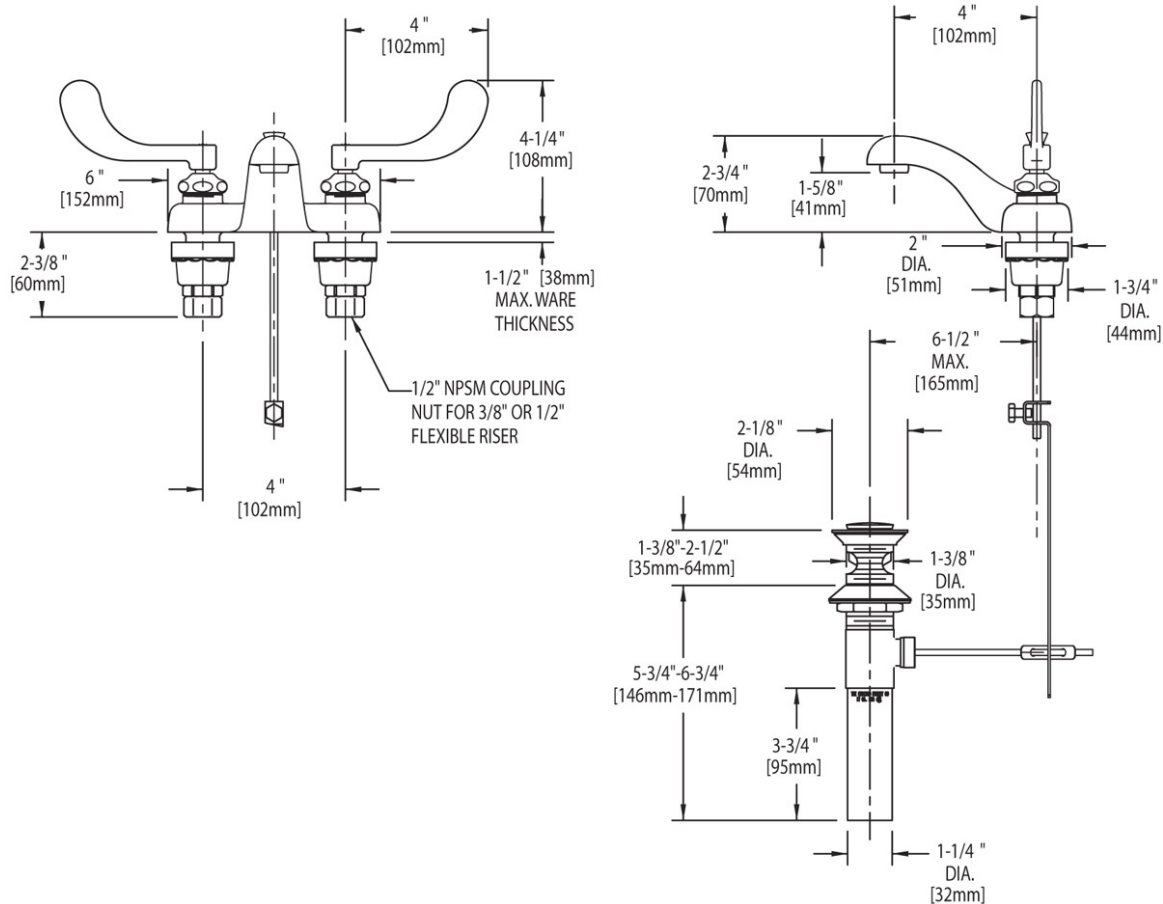 4"
[102mm]
4-1/4"
[108mm]
6"
[152mm]
2-3/8"
[60mm]
1-1/2" [38mm]
MAX. WARE
THICKNESS
1/2" NPSM COUPLING
NUT FOR 3/8" OR 1/2"
FLEXIBLE RISER
4"
[102mm]
4"
[102mm]
2-3/4"
[70mm]
1-5/8"
[41mm]
2"
DIA.
[51mm]
1-3/4"
DIA.
[44mm]
6-1/2"
MAX.
[165mm]
2-1/8"
DIA.
[54mm]
1-3/8"-2-1/2"
[35mm-64mm]
1-3/8"
DIA.
[35mm]
5-3/4"-6-3/4"
[146mm-171mm]
3-3/4"
[95mm]
1-1/4"
DIA.
[32mm]